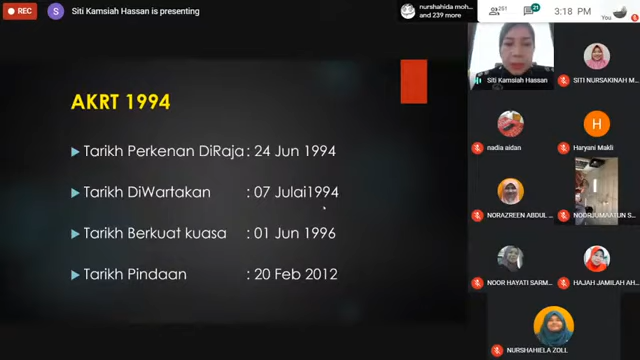 REC
S
Siti Kamsiah Hassan is presenting
nurshahida moh...
and 239 more
251
21
3:18 PM
You
AKRT 1994
Tarikh Perkenan DiRaja : 24 Jun 1994
Tarikh DiWartakan : 07 Julai1994
Tarikh Berkuat kuasa : 01 Jun 1996
Tarikh Pindaan : 20 Feb 2012
Siti Kamsiah Hassan
SITI NURSAKINAH M...
nadia aidan
H
Haryani Makli
NORAZREEN ABDUL ...
NOORJUMAATUN S...
NOOR HAYATI SARM...
HAJAH JAMILAH AH...
NURSHAHIELA ZOLL